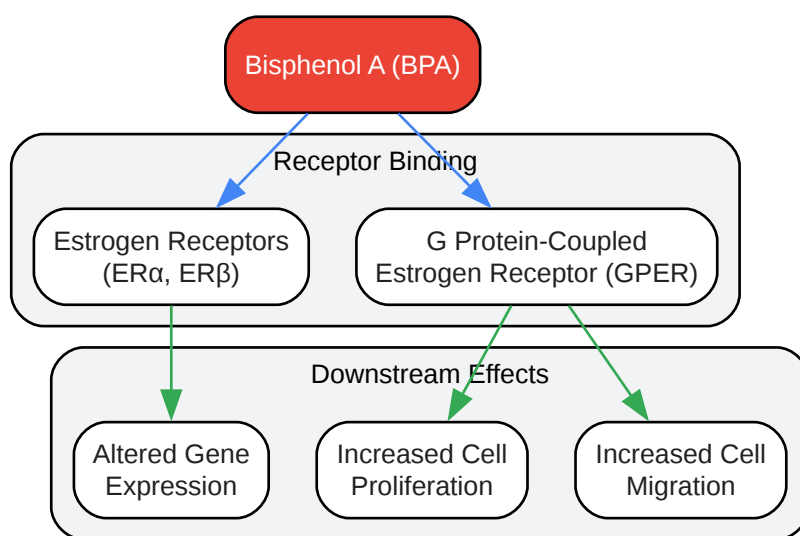 Bisphenol A (BPA)
Receptor Binding
Estrogen Receptors
(ERα, ERβ)
G Protein-Coupled
Estrogen Receptor (GPER)
Downstream Effects
Altered Gene
Expression
Increased Cell
Proliferation
Increased Cell
Migration